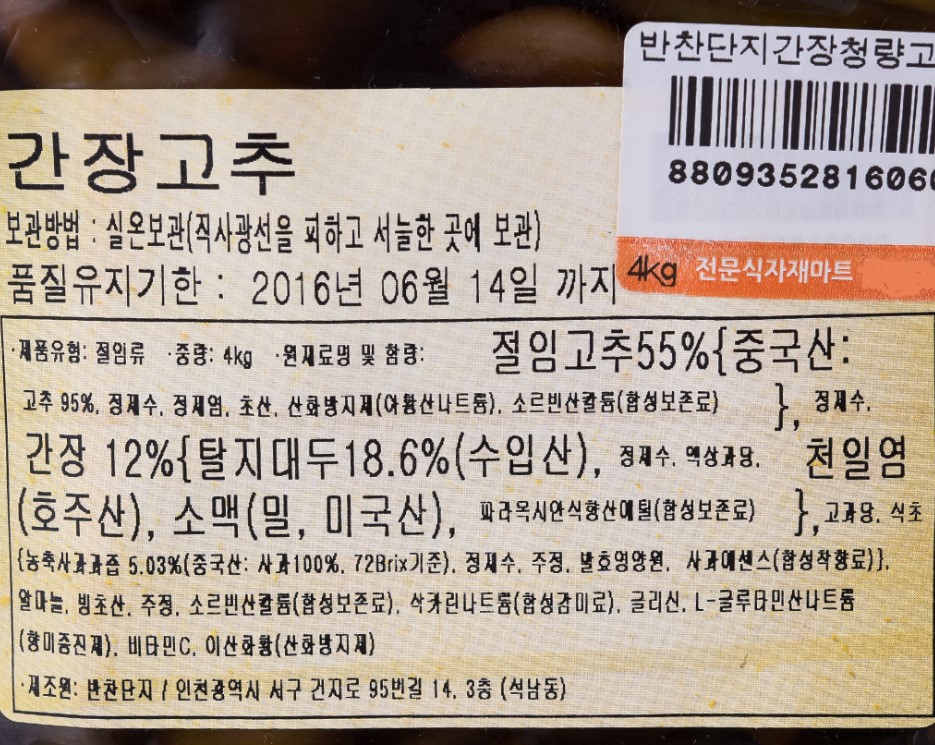 반찬단지간장청량고
880935281606
4kg 전문식자재마트
간장고추
보관방법 : 실온보관(직사광선을 피하고 서늘한 곳에 보관)
품질유지기한 : 2016년 06월 14일 까지
·제품유형: 절임류 ·중량: 4kg ·원재료명 및 함량: 절임고추55%{중국산:
고추 95%, 정제수, 정제염, 초산, 산화방지제(아황산나트륨), 소르빈산칼륨(합성보존료) }, 정제수,
간장 12%{탈지대두18.6%(수입산), 정제수, 액상과당, 천일염
(호주산), 소맥(밀, 미국산), 파라옥시안식향산에틸(합성보존료) }, 고과당, 식초
{농축사과과즙 5.03%(중국산: 사과100%, 72Brix기준), 정제수, 주정, 발효영양원, 사과에센스(합성착향료)},
알마늘, 빙초산, 주정, 소르빈산칼륨(합성보존료), 삭카린나트륨(합성감미료), 글리신, L-글루타민산나트륨
(향미증진제), 비타민C, 이산화황(산화방지제)
·제조원: 반찬단지 / 인천광역시 서구 건지로 95번길 14, 3층 (석남동)